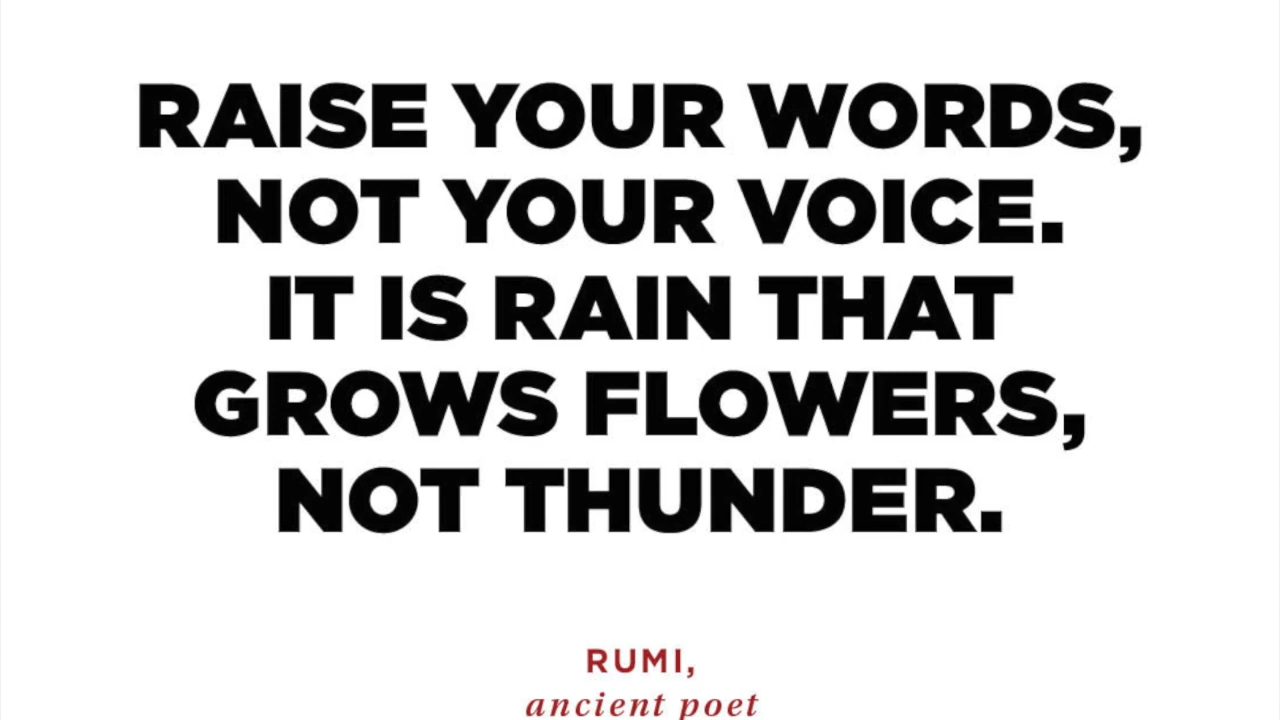 RAISE YOUR WORDS,
NOT YOUR VOICE.
IT IS RAIN THAT
GROWS FLOWERS,
NOT THUNDER.
RUMI,
ancient poet